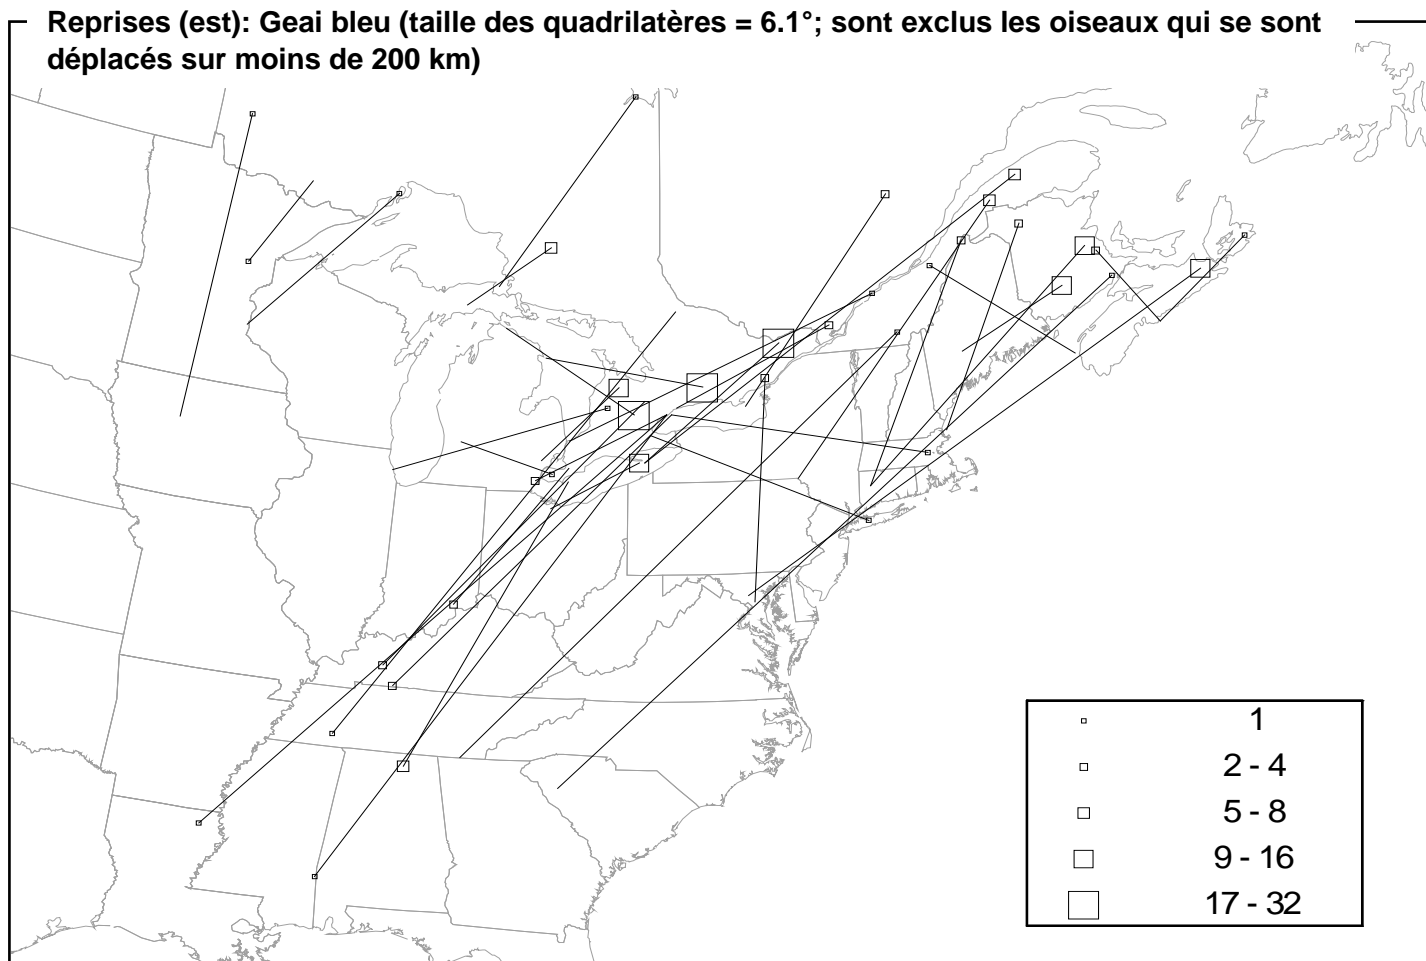 Reprises (est): Geai bleu (taille des quadrilatères = 6.1°; sont exclus les oiseaux qui se sont
déplacés sur moins de 200 km)
1
2 - 4
5 - 8
9 - 16
17 - 32